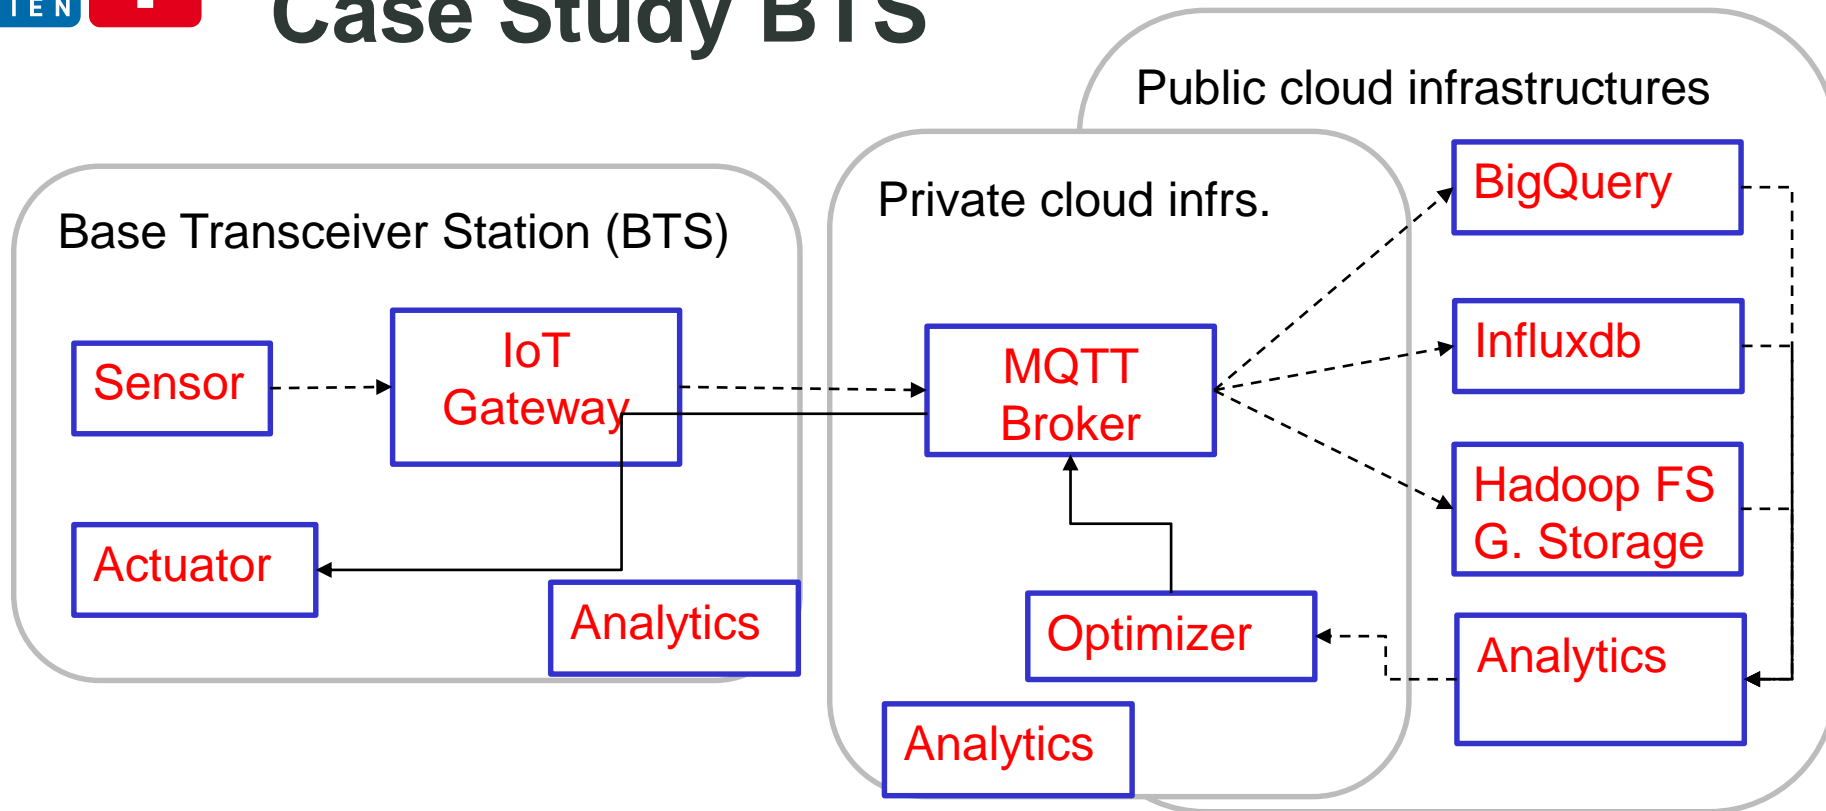 TEN
Case Study BTS
Public cloud infrastructures
Private cloud infrs.
Base Transceiver Station (BTS)
BigQuery
Influxdb
Hadoop FS
G. Storage
Analytics
MQTT
Broker
Optimizer
Analytics
IoT
Gateway
Sensor
Actuator
Analytics